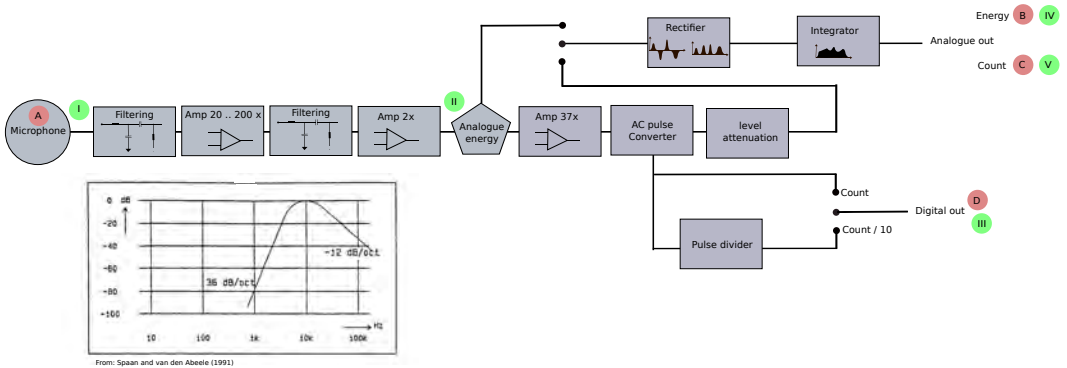 Energy B IV
Analogue out
Count C V
Rectifier
Integrator
A
Microphone
I
Filtering
Amp 20 .. 200 x
Filtering
Amp 2x
II
Analogue
energy
Amp 37x
AC pulse
Converter
level
attenuation
Count
Digital out
D
III
Count / 10
Pulse divider
0 dB
-20
-40
-60
-80
-100
-12 dB/oct
36 dB/oct
Hz
10 100 1k 10k 100k
From: Spaan and van den Abeele (1991)